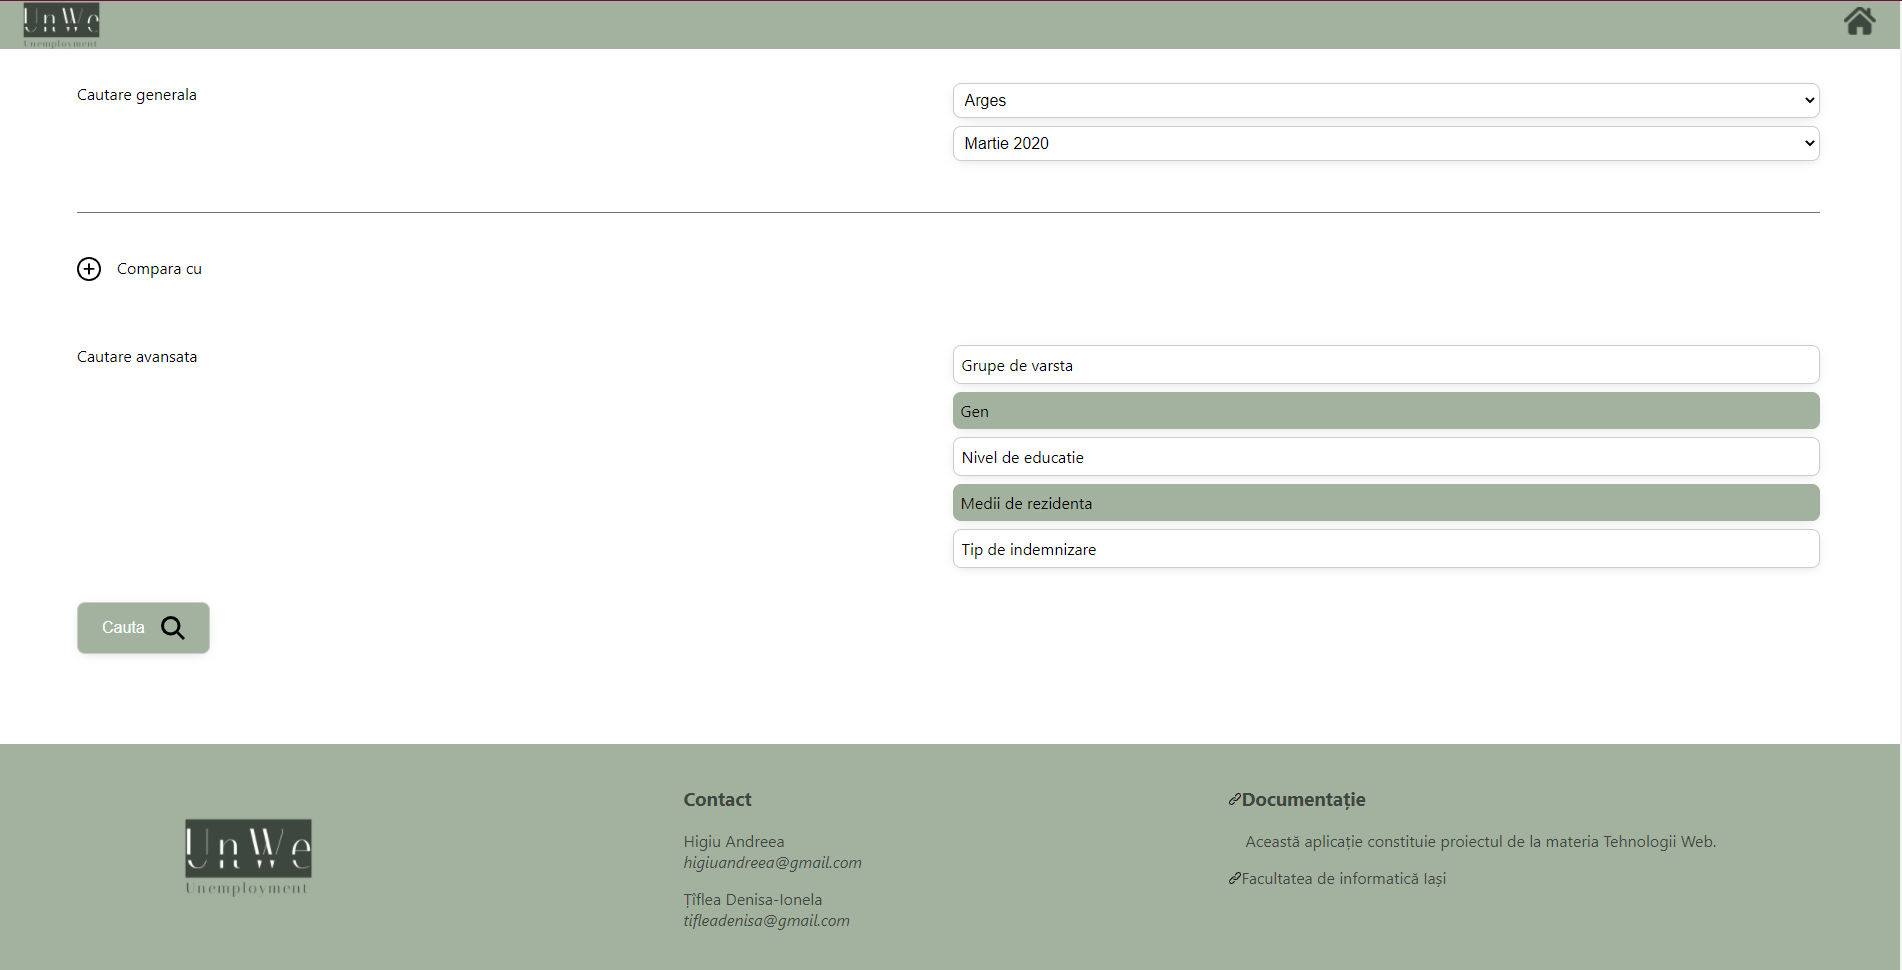 UnWe
Unemployment
Cautare generala
Arges
Martie 2020
Compara cu
Cautare avansata
Grupe de varsta
Gen
Nivel de educatie
Medii de rezidenta
Tip de indemnizare
Cauta
UnWe
Unemployment
Contact
Higiu Andreea
higiuandreea@gmail.com
Țîflea Denisa-Ionela
tifleadenisa@gmail.com
Documentație
Această aplicație constituie proiectul de la materia Tehnologii Web.
Facultatea de informatică Iași